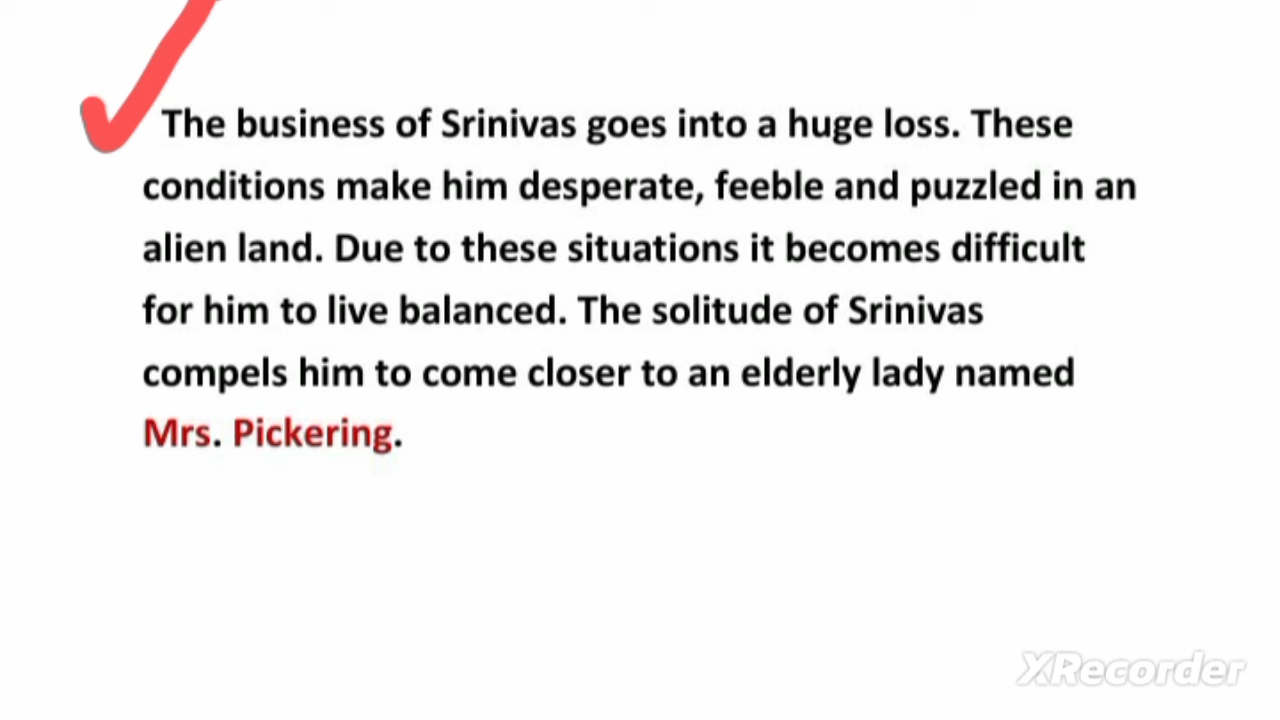 The business of Srinivas goes into a huge loss. These
conditions make him desperate, feeble and puzzled in an
alien land. Due to these situations it becomes difficult
for him to live balanced. The solitude of Srinivas
compels him to come closer to an elderly lady named
Mrs. Pickering.
XRecorder